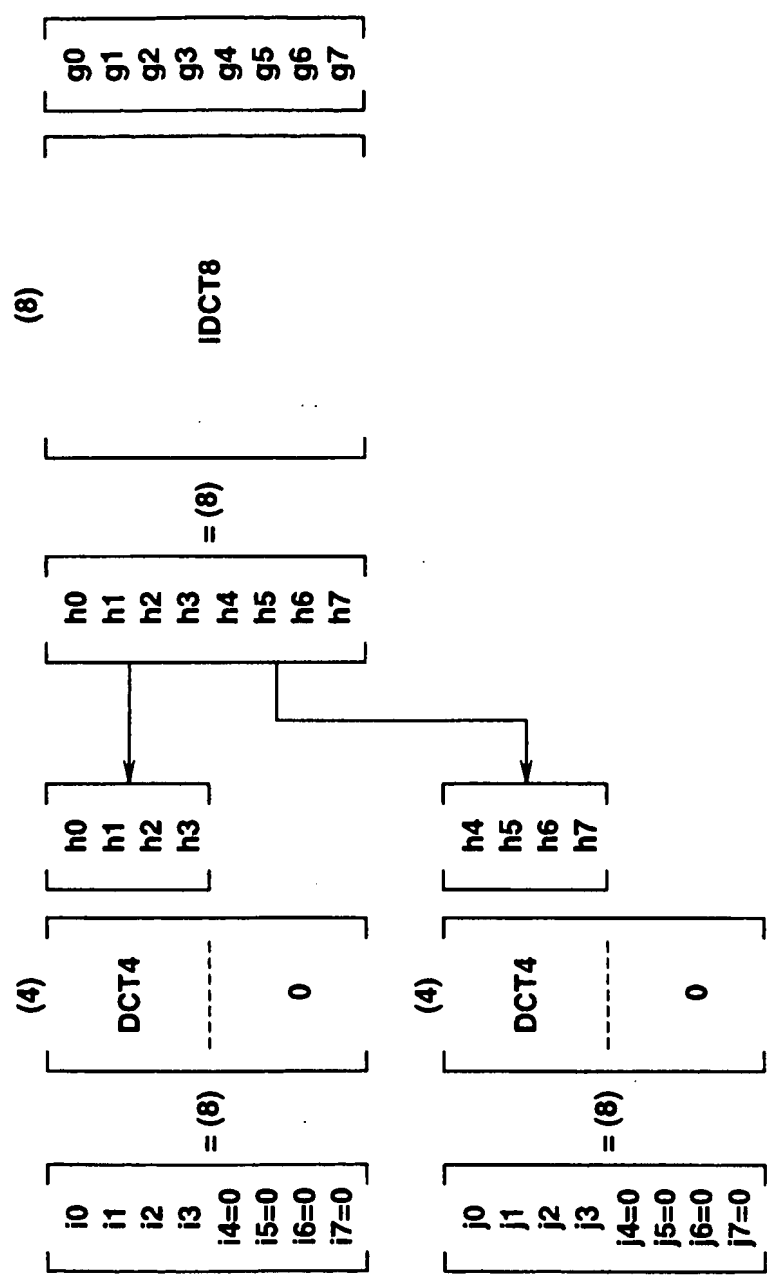 i0
i1
i2
i3
i4=0
i5=0
i6=0
i7=0
= (8)
(4)
DCT4
0
h0
h1
h2
h3
h0
h1
h2
h3
h4
h5
h6
h7
= (8)
(8)
IDCT8
g0
g1
g2
g3
g4
g5
g6
g7
j0
j1
j2
j3
j4=0
j5=0
j6=0
j7=0
= (8)
(4)
DCT4
0
h4
h5
h6
h7